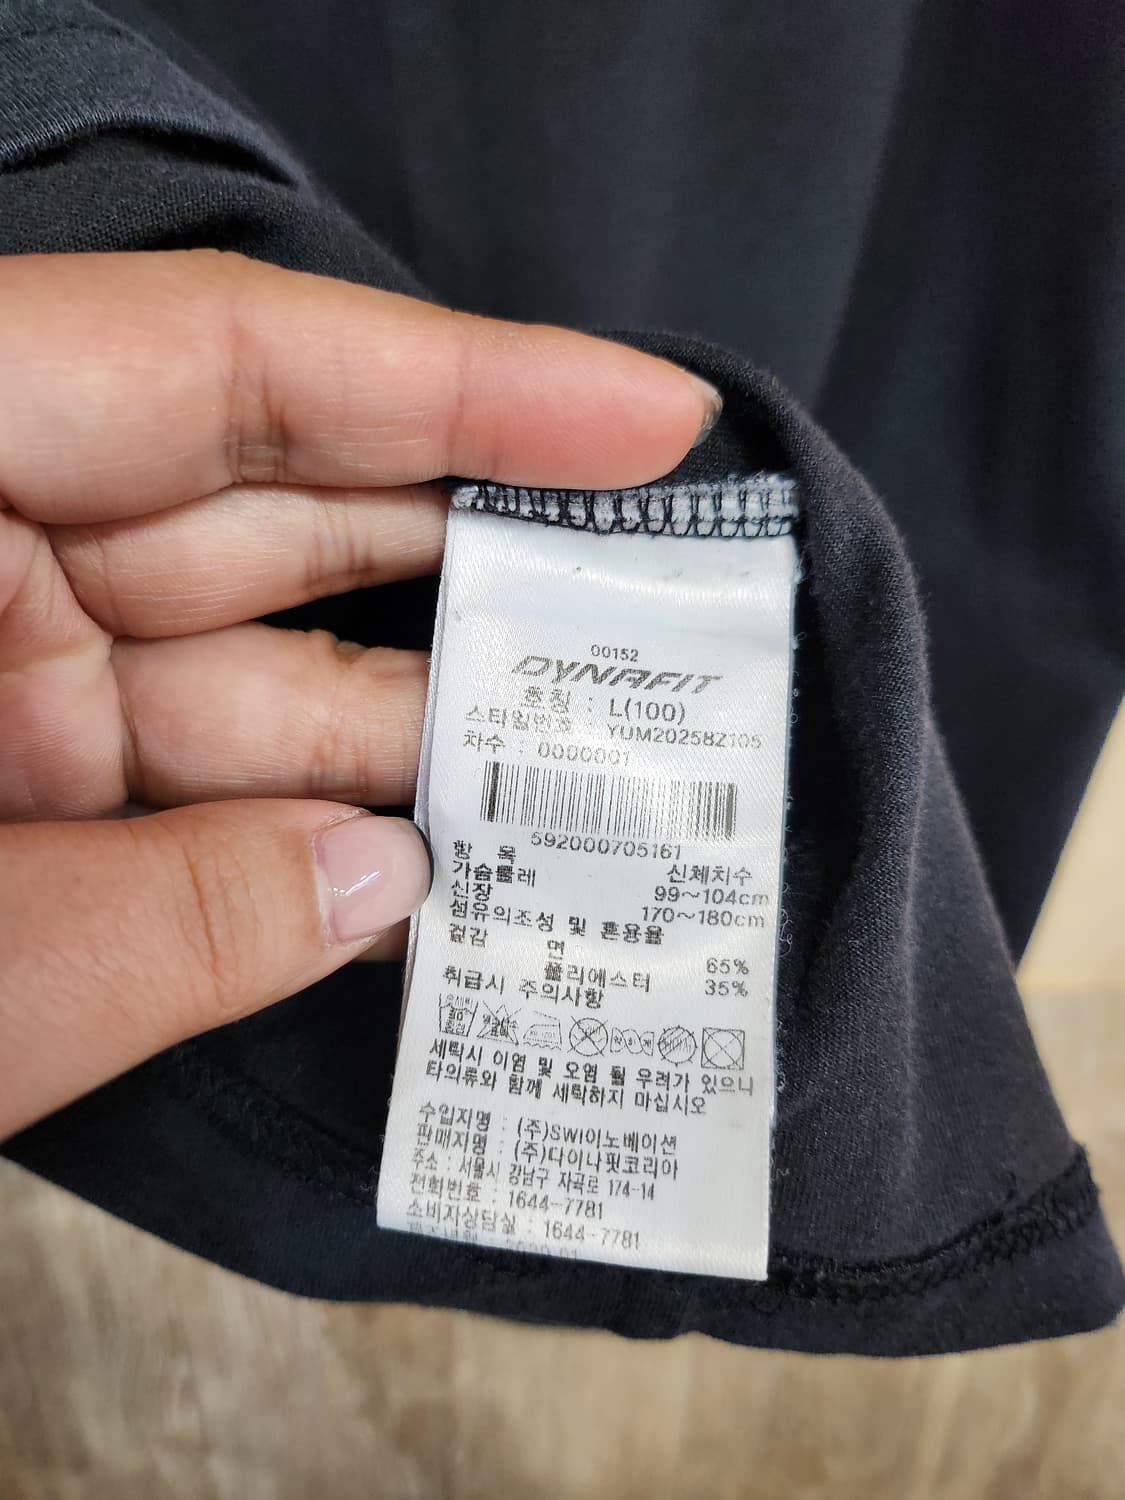 00152
DYNAFIT
호칭 : L(100)
스타일번호 : YUM20258Z105
차수 : 0000001
592000705161
항 목 신체치수
가슴둘레 99~104cm
신장 170~180cm
섬유의조성 및 혼용율
겉감 면 65%
폴리에스터 35%
취급시 주의사항
세탁시 이염 및 오염 될 우려가 있으니
타의류와 함께 세탁하지 마십시오
수입자명 : (주)SWI이노베이션
판매자명 : (주)다이나핏코리아
주소 : 서울시 강남구 자곡로 174-14
전화번호 : 1644-7781
소비자상담실 : 1644-7781